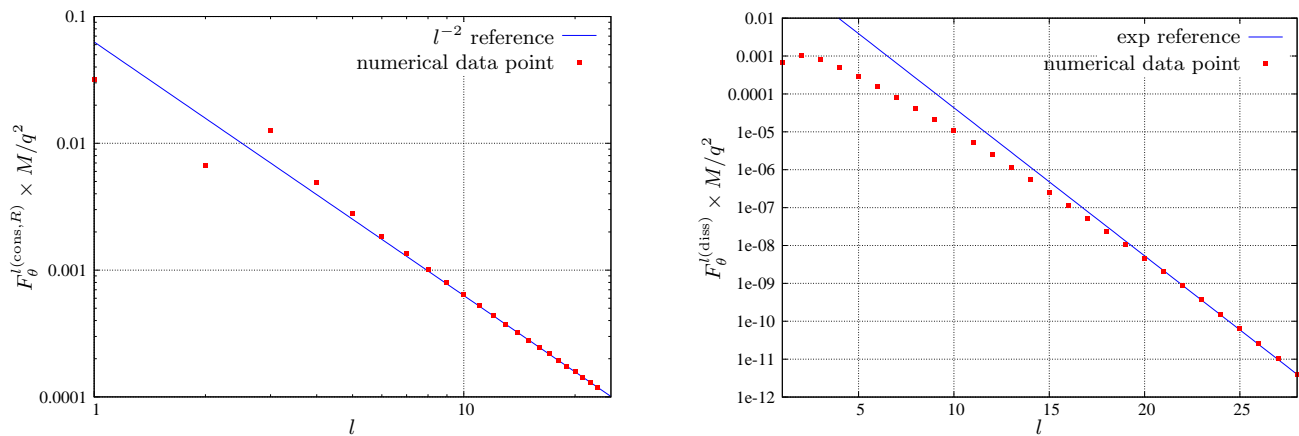 0.1
0.01
0.001
0.0001
1
10
l
F_θ^{l(cons,R)} × M/q²
l⁻² reference
numerical data point
0.01
0.001
0.0001
1e-05
1e-06
1e-07
1e-08
1e-09
1e-10
1e-11
1e-12
5
10
15
20
25
l
F_θ^{l(diss)} × M/q²
exp reference
numerical data point